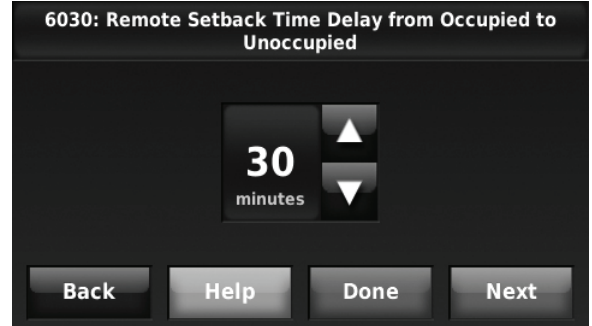 6030: Remote Setback Time Delay from Occupied to
Unoccupied
30
minutes
Back Help Done Next